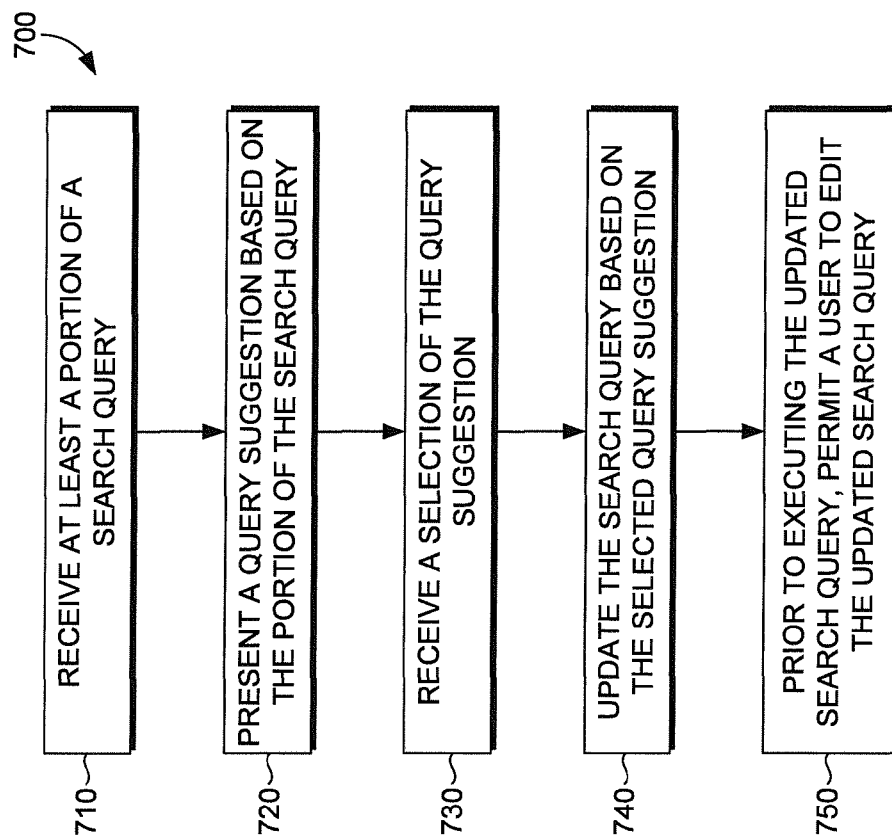 700
710
RECEIVE AT LEAST A PORTION OF A
SEARCH QUERY
720
PRESENT A QUERY SUGGESTION BASED ON
THE PORTION OF THE SEARCH QUERY
730
RECEIVE A SELECTION OF THE QUERY
SUGGESTION
740
UPDATE THE SEARCH QUERY BASED ON
THE SELECTED QUERY SUGGESTION
750
PRIOR TO EXECUTING THE UPDATED
SEARCH QUERY, PERMIT A USER TO EDIT
THE UPDATED SEARCH QUERY